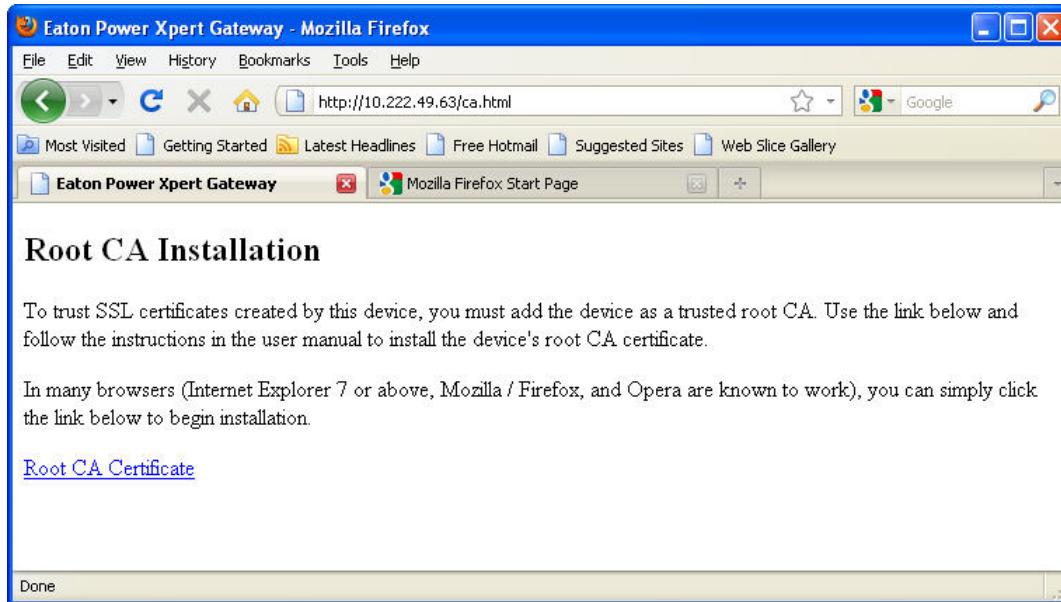 Eaton Power Xpert Gateway - Mozilla Firefox
File Edit View History Bookmarks Tools Help
http://10.222.49.63/ca.html Google
Most Visited Getting Started Latest Headlines Free Hotmail Suggested Sites Web Slice Gallery
Eaton Power Xpert Gateway Mozilla Firefox Start Page
Root CA Installation
To trust SSL certificates created by this device, you must add the device as a trusted root CA. Use the link below and
follow the instructions in the user manual to install the device's root CA certificate.
In many browsers (Internet Explorer 7 or above, Mozilla / Firefox, and Opera are known to work), you can simply click
the link below to begin installation.
Root CA Certificate
Done